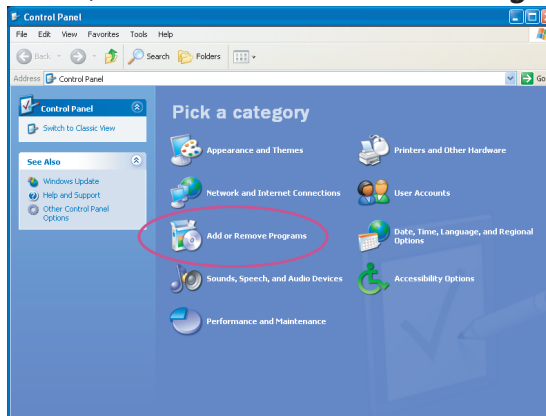 Control Panel
File Edit View Favorites Tools Help
Back Search Folders
Address Control Panel Go
Control Panel
Switch to Classic View
See Also
Windows Update
Help and Support
Other Control Panel
Options
Pick a category
Appearance and Themes
Printers and Other Hardware
Network and Internet Connections
User Accounts
Add or Remove Programs
Date, Time, Language, and Regional
Options
Sounds, Speech, and Audio Devices
Accessibility Options
Performance and Maintenance